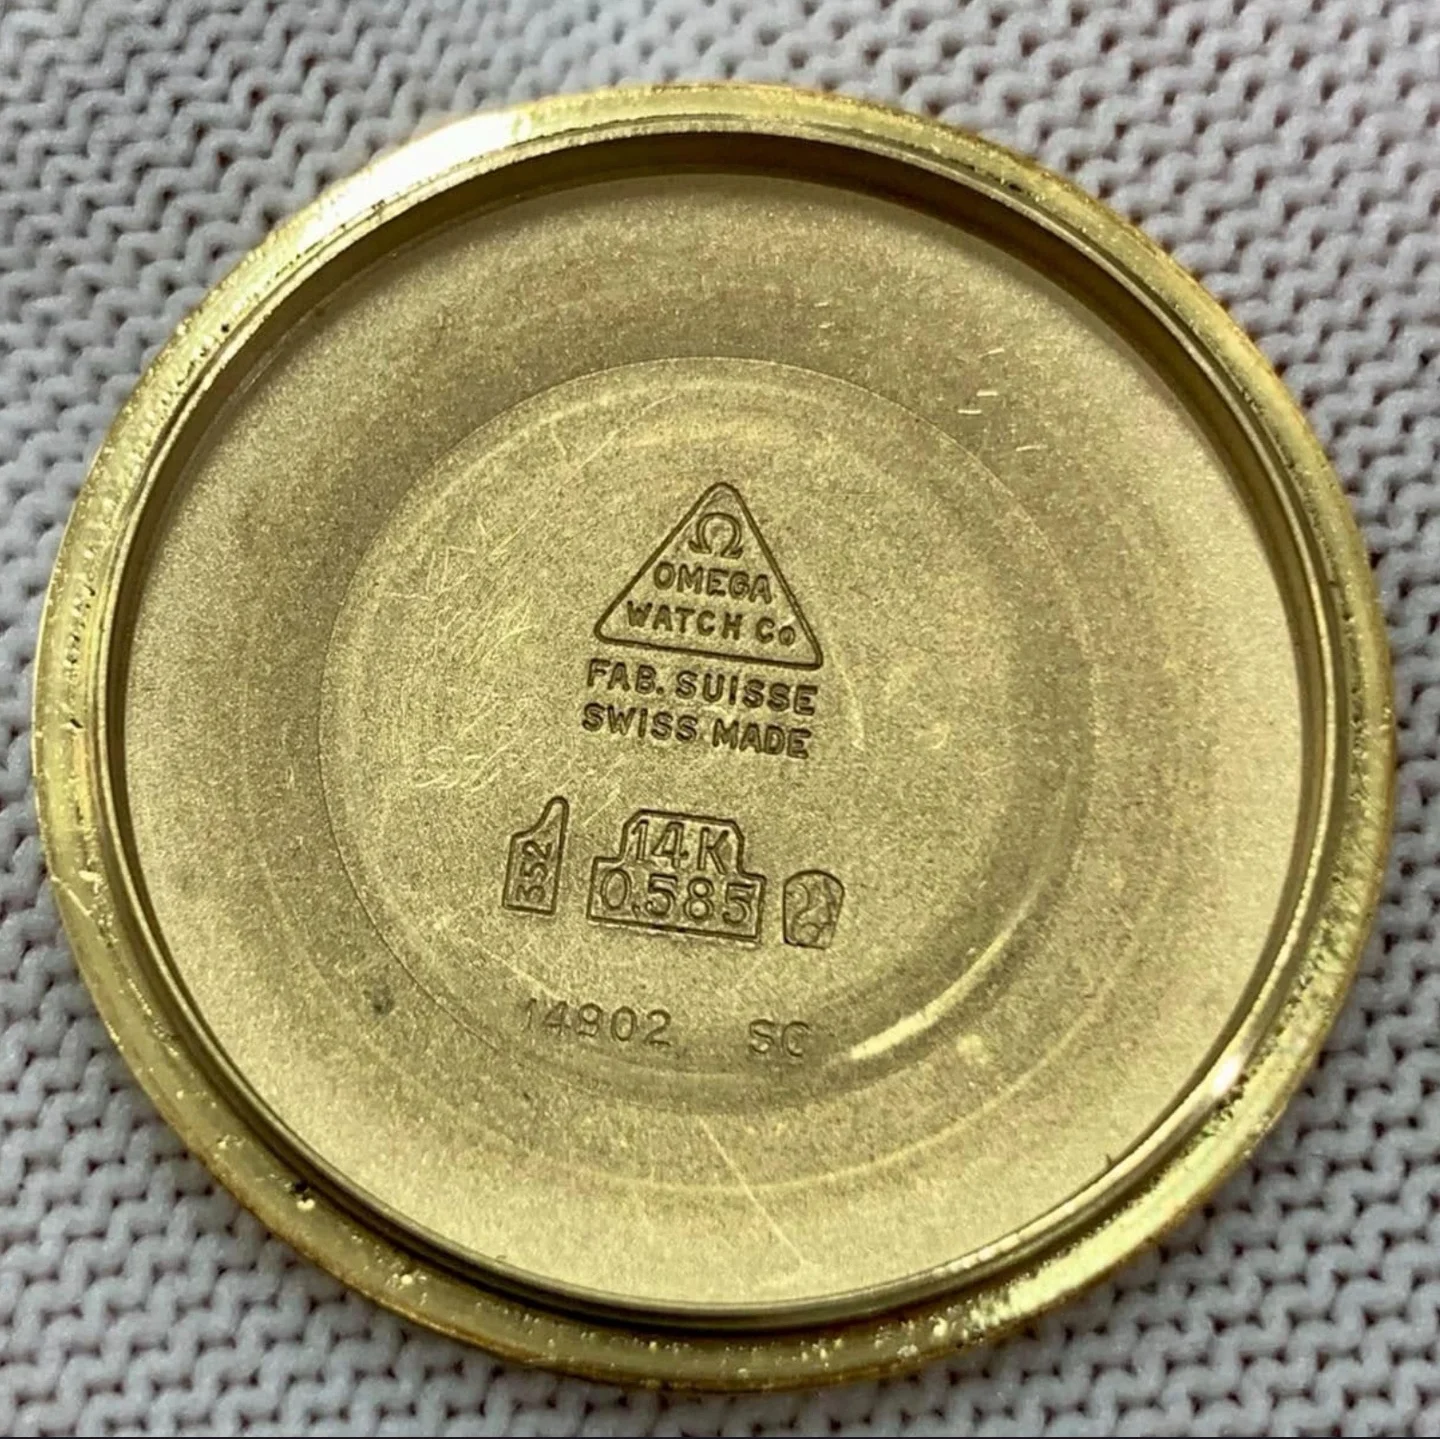 Ω
OMEGA
WATCH Co
FAB. SUISSE
SWISS MADE
352
14K
0.585
14902 SC